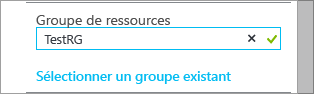 Groupe de ressources
TestRG
Sélectionner un groupe existant